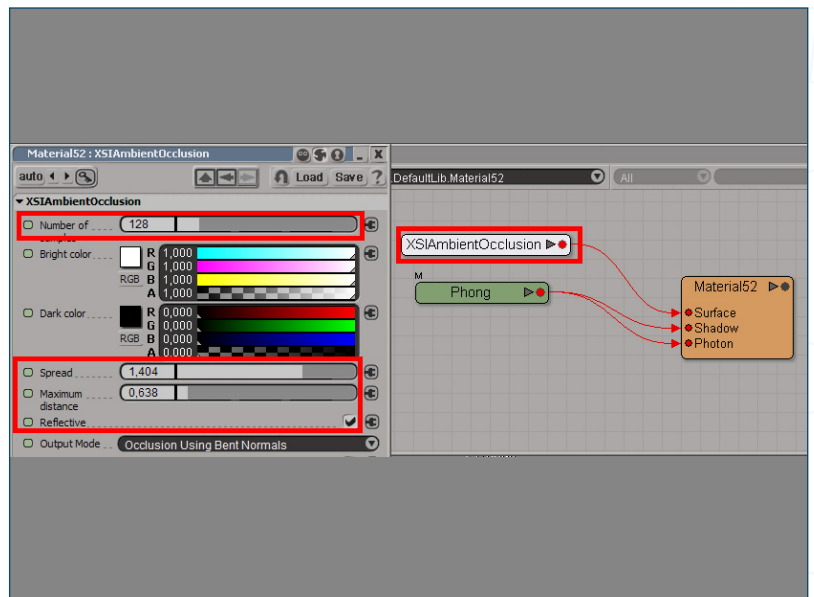 Material52 : XSIAmbientOcclusion
auto
Load Save ?
DefaultLib.Material52
All
XSIAmbientOcclusion
Number of
128
Bright color
RGB
R 1,000
G 1,000
B 1,000
A 1,000
Dark color
RGB
R 0,000
G 0,000
B 0,000
A 0,000
Spread
1,404
Maximum distance
0,638
Reflective
Output Mode
Occlusion Using Bent Normals
XSIAmbientOcclusion
M
Phong
Material52
Surface
Shadow
Photon